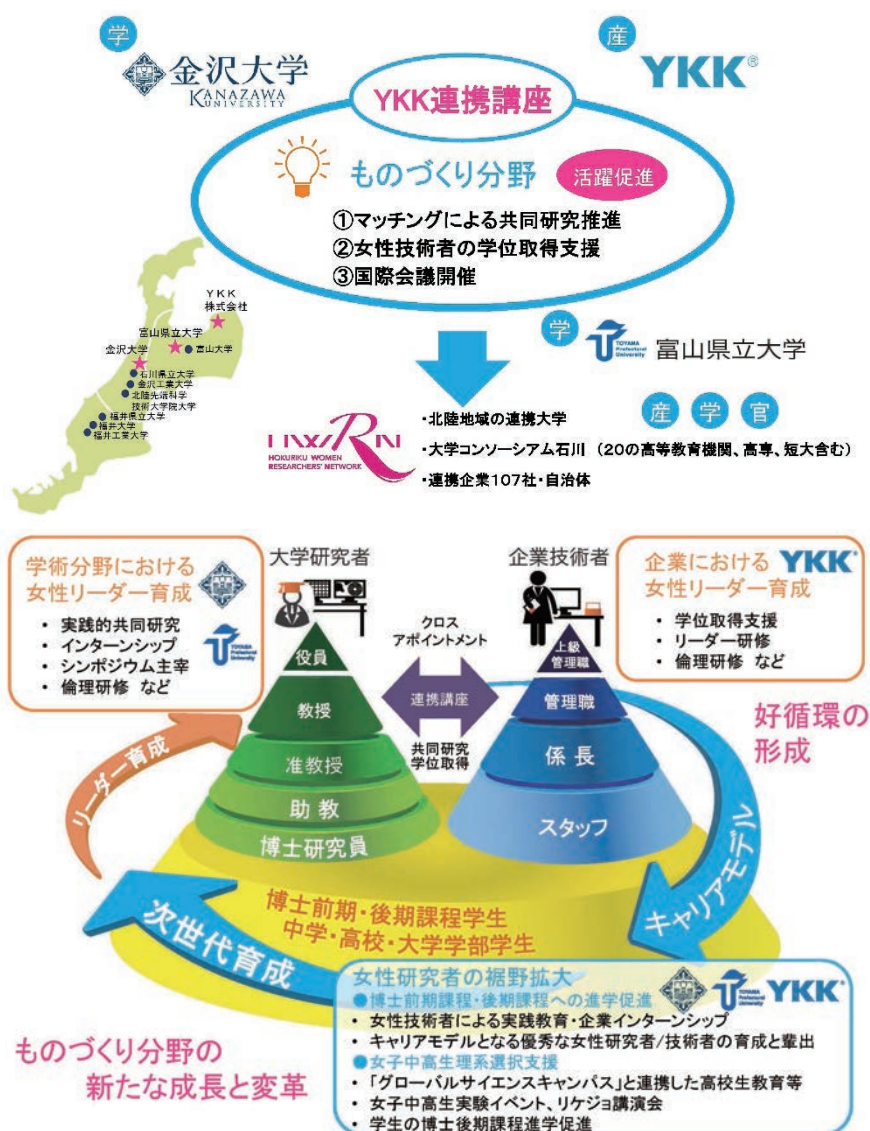 学
金沢大学
KANAZAWA
UNIVERSITY
産
YKK®
YKK連携講座
ものづくり分野
活躍促進
①マッチングによる共同研究推進
②女性技術者の学位取得支援
③国際会議開催
YKK
株式会社
富山県立大学
富山大学
金沢大学
石川県立大学
金沢工業大学
北陸先端科学
技術大学院大学
福井県立大学
福井大学
福井工業大学
学
TOYAMA
Prefectural
University
富山県立大学
産 学 官
HOKURIKU WOMEN
RESEARCHERS' NETWORK
・北陸地域の連携大学
・大学コンソーシアム石川 (20の高等教育機関、高専、短大含む)
・連携企業107社・自治体
学術分野における
女性リーダー育成
• 実践的共同研究
• インターンシップ
• シンポジウム主宰
• 倫理研修 など
TOYAMA
Prefectural
University
大学研究者
企業技術者
企業における YKK®
女性リーダー育成
• 学位取得支援
• リーダー研修
• 倫理研修 など
クロス
アポイントメント
連携講座
共同研究
学位取得
役員
教授
准教授
助教
博士研究員
上級
管理職
管理職
係長
スタッフ
好循環の
形成
リーダー育成
キャリアモデル
次世代育成
博士前期・後期課程学生
中学・高校・大学学部学生
女性研究者の裾野拡大
TOYAMA
Prefectural
University
YKK®
●博士前期課程・後期課程への進学促進
• 女性技術者による実践教育・企業インターンシップ
• キャリアモデルとなる優秀な女性研究者/技術者の育成と輩出
●女子中高生理系選択支援
• 「グローバルサイエンスキャンパス」と連携した高校生教育等
• 女子中高生実験イベント、リケジョ講演会
• 学生の博士後期課程進学促進
ものづくり分野の
新たな成長と変革